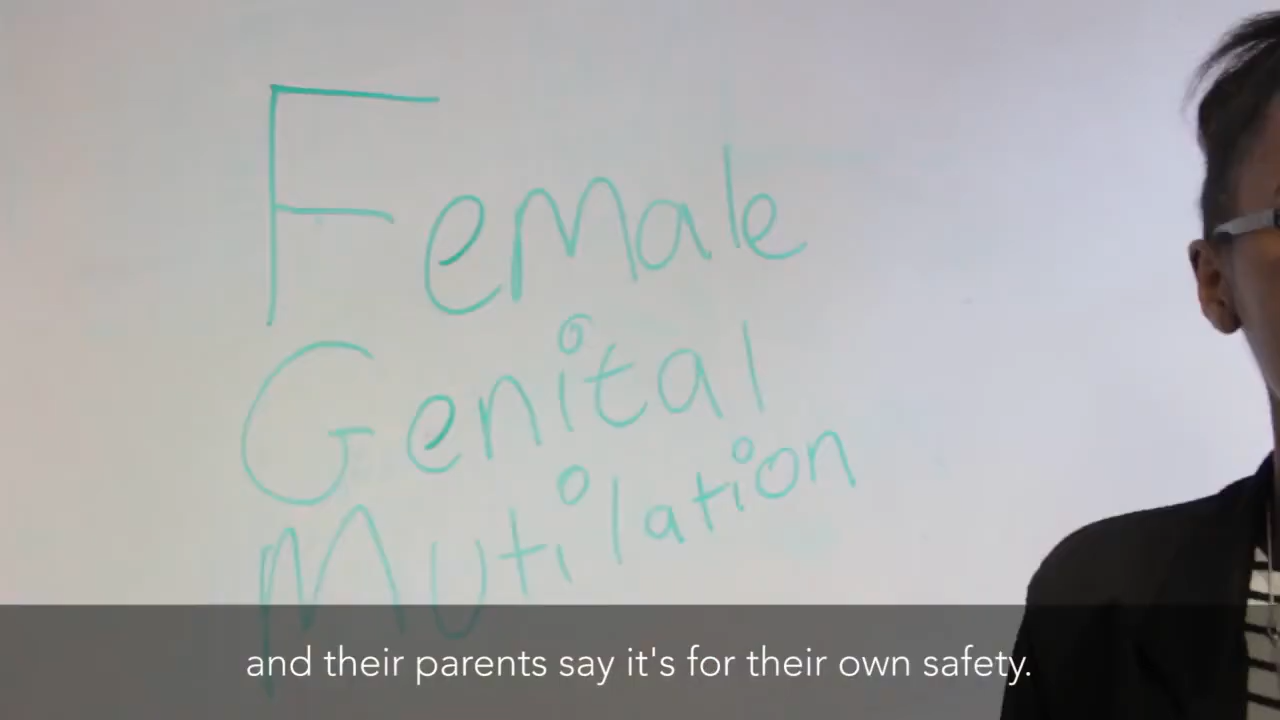 Female
Genital
Mutilation
and their parents say it's for their own safety.